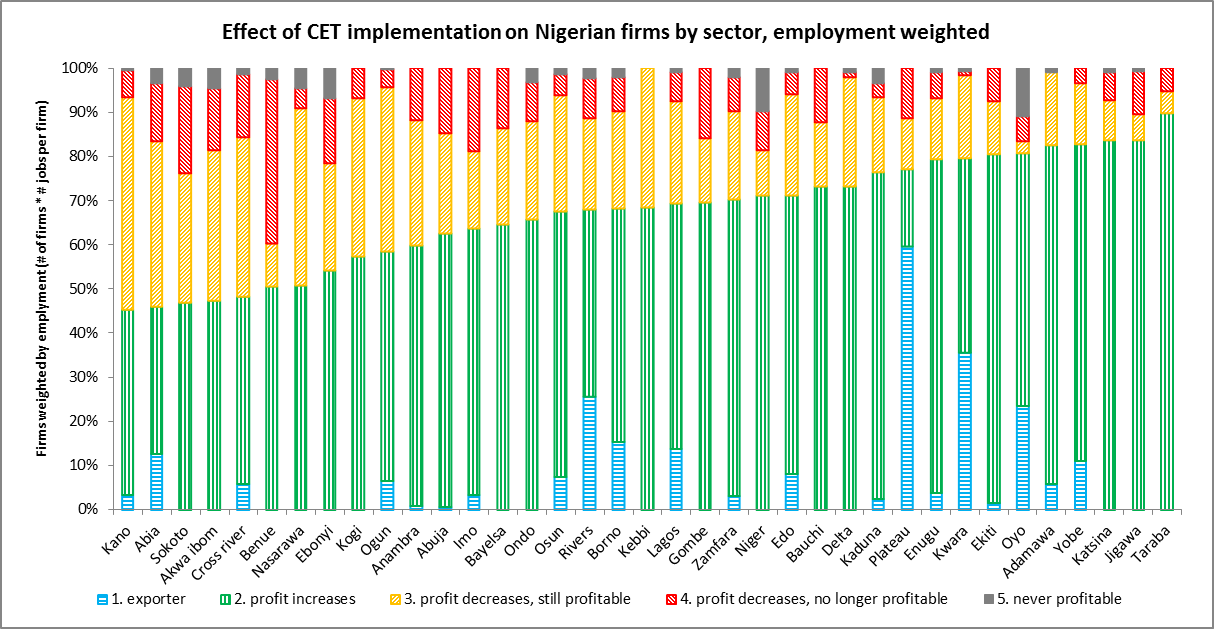 Effect of CET implementation on Nigerian firms by sector, employment weighted
Firms weighted by emplyment (# of firms * # jobs per firm)
100%
90%
80%
70%
60%
50%
40%
30%
20%
10%
0%
Kano
Abia
Sokoto
Akwa Ibom
Cross river
Benue
Nasarawa
Ebonyi
Kogi
Ogun
Anambra
Abuja
Imo
Bayelsa
Ondo
Osun
Rivers
Borno
Kebbi
Lagos
Gombe
Zamfara
Niger
Edo
Bauchi
Delta
Kaduna
Plateau
Enugu
Kwara
Ekiti
Oyo
Adamawa
Yobe
Katsina
Jigawa
Taraba
1. exporter
2. profit increases
3. profit decreases, still profitable
4. profit decreases, no longer profitable
5. never profitable